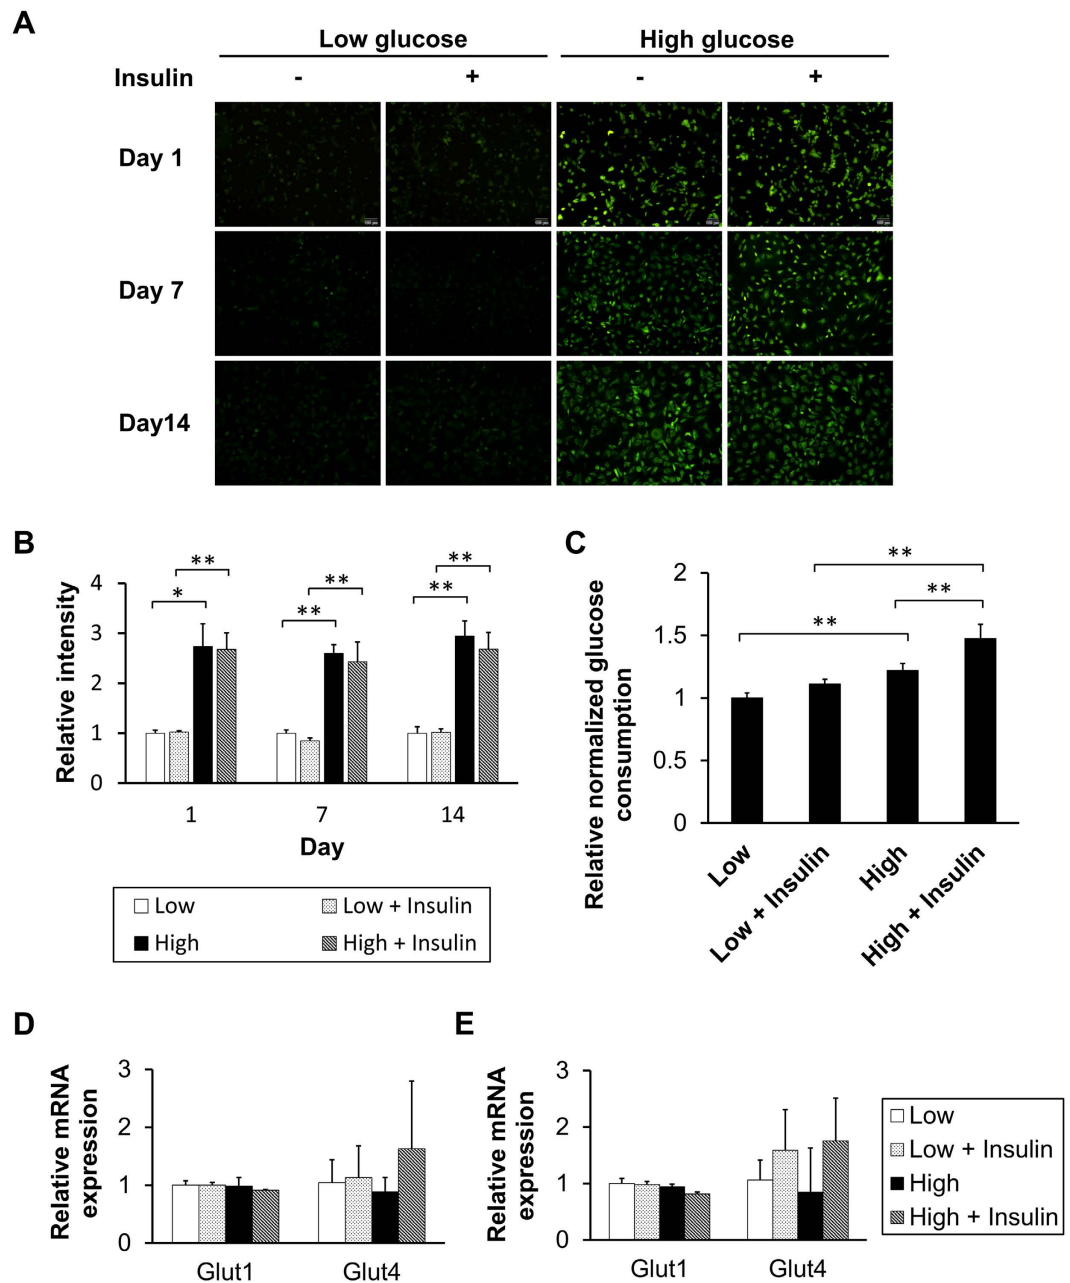 A
Low glucose
High glucose
Insulin
-
+
-
+
Day 1
Day 7
Day14
B
Relative intensity
4
3
2
1
0
*
**
**
**
**
**
1
7
14
Day
Low
Low + Insulin
High
High + Insulin
C
Relative normalized glucose
consumption
2
1.5
1
0.5
0
**
**
**
Low
Low + Insulin
High
High + Insulin
D
Relative mRNA
expression
3
2
1
0
Glut1
Glut4
E
Relative mRNA
expression
3
2
1
0
Glut1
Glut4
Low
Low + Insulin
High
High + Insulin